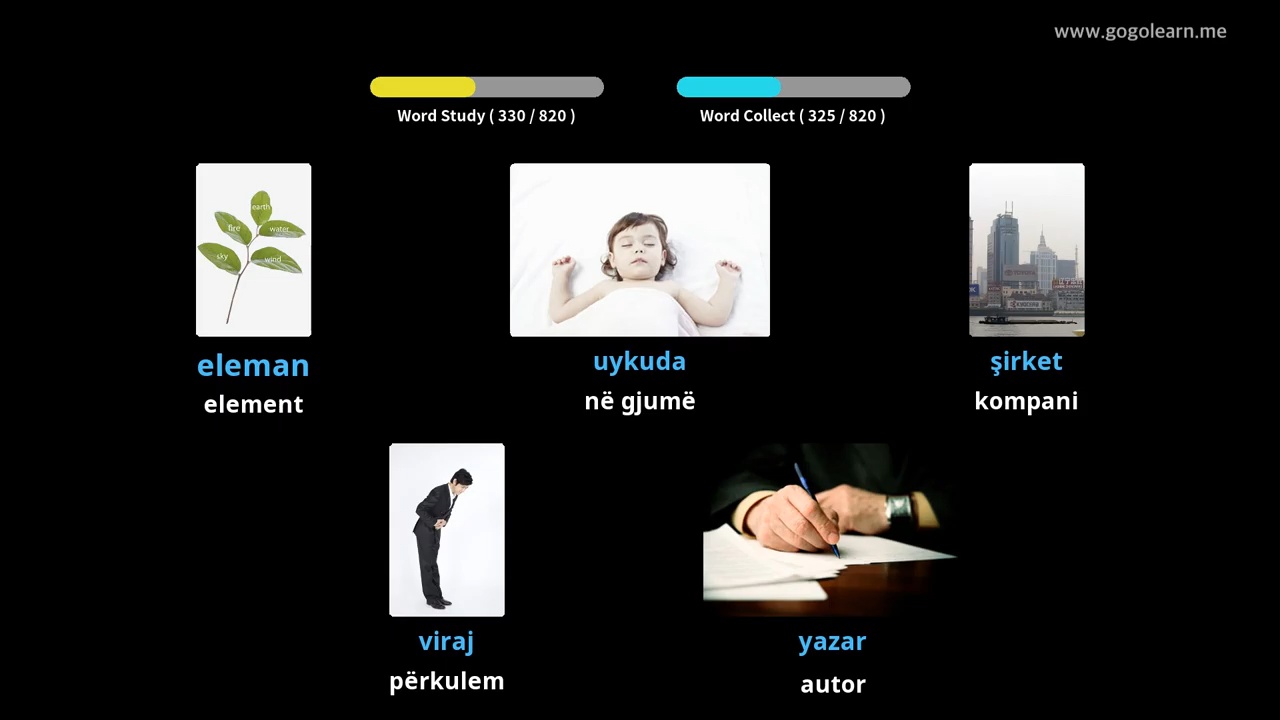 www.gogolearn.me
Word Study ( 330 / 820 )
Word Collect ( 325 / 820 )
earth
fire
water
sky
wind
TOYOTA
eleman
element
uykuda
në gjumë
şirket
kompani
viraj
përkulem
yazar
autor